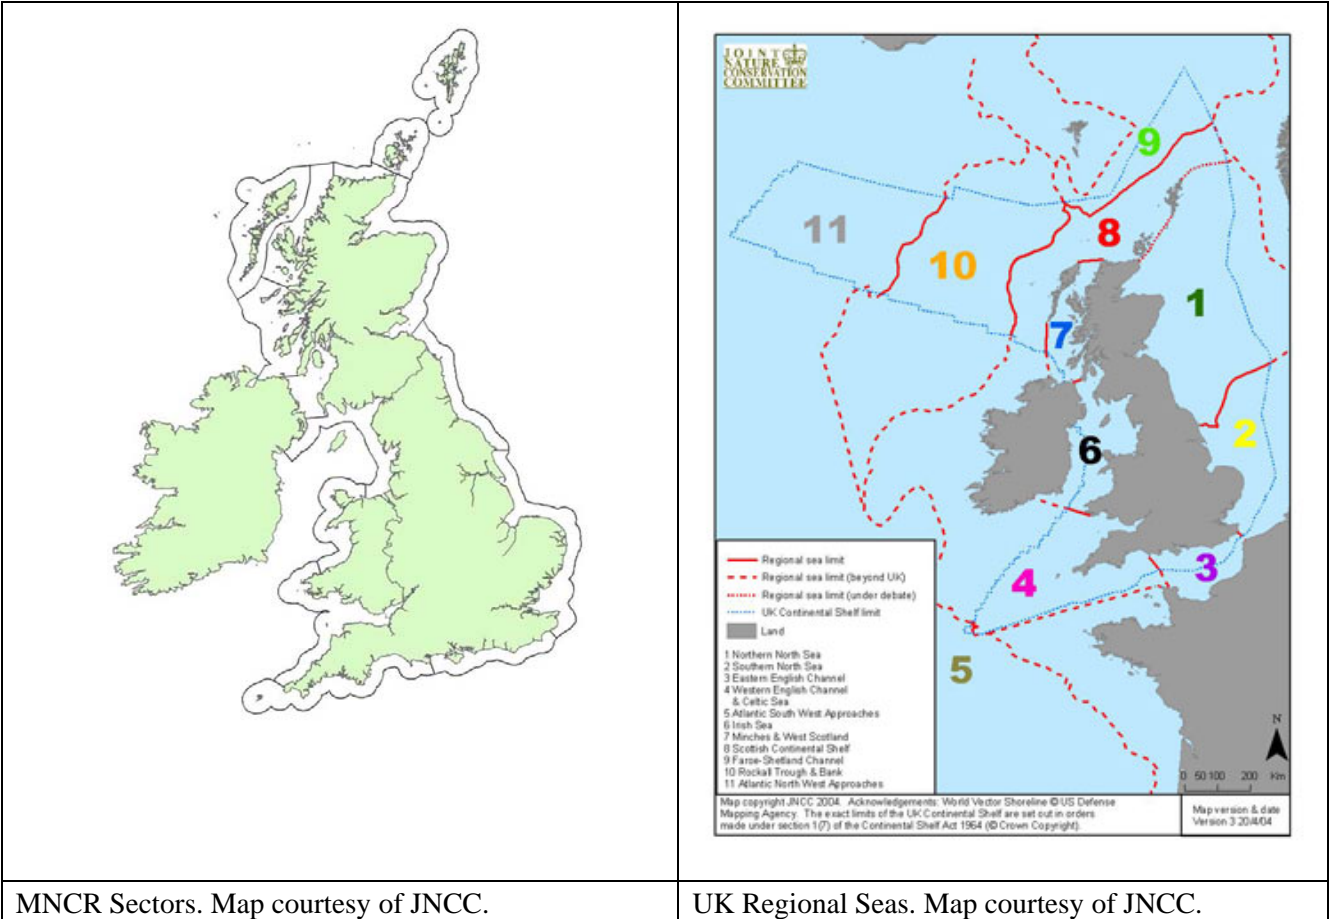 JOINT
NATURE
CONSERVATION
COMMITTEE
9
11
8
10
1
7
2
6
3
4
5
Regional sea limit
Regional sea limit (beyond UK)
Regional sea limit (under debate)
UK Continental Shelf limit
Land
1 Northern North Sea
2 Southern North Sea
3 Eastern English Channel
4 Western English Channel
& Celtic Sea
5 Atlantic South West Approaches
6 Irish Sea
7 Minches & West Scotland
8 Scottish Continental Shelf
9 Faroe-Shetland Channel
10 Rockall Trough & Bank
11 Atlantic North West Approaches
N
0 50 100 200 Km
Map copyright JNCC 2004. Acknowledgements: World Vector Shoreline ©US Defense
Mapping Agency. The exact limits of the UK Continental Shelf are set out in orders
made under section 1(7) of the Continental Shelf Act 1964 (© Crown Copyright).
Map version & date
Version 3 20/4/04
MNCR Sectors. Map courtesy of JNCC.
UK Regional Seas. Map courtesy of JNCC.